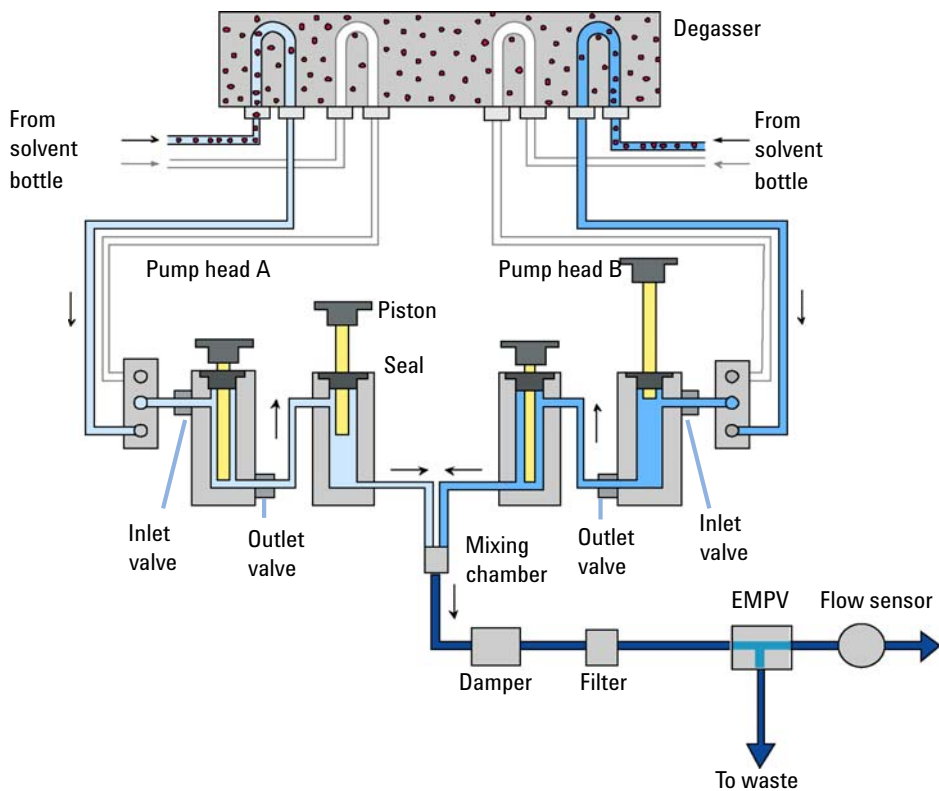 Degasser
From
solvent
bottle
From
solvent
bottle
Pump head A
Pump head B
Piston
Seal
Inlet
valve
Outlet
valve
Mixing
chamber
Outlet
valve
Inlet
valve
EMPV
Flow sensor
Damper
Filter
To waste